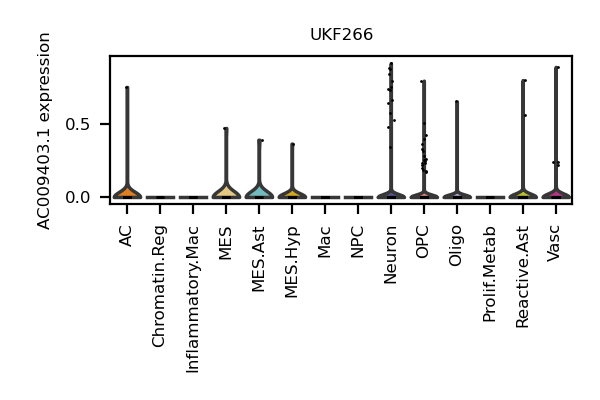 UKF266
AC009403.1 expression
0.5
0.0
AC
Chromatin.Reg
Inflammatory.Mac
MES
MES.Ast
MES.Hyp
Mac
NPC
Neuron
OPC
Oligo
Prolif.Metab
Reactive.Ast
Vasc